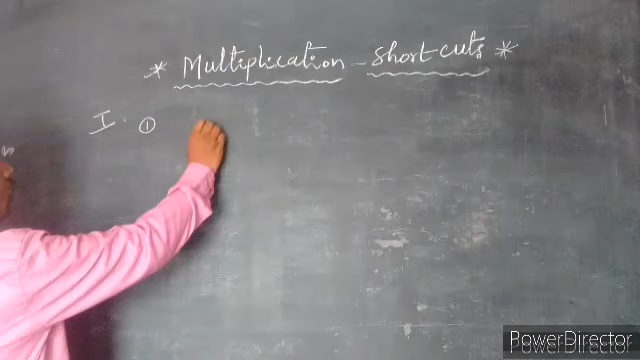 * Multiplication - Short-cuts *
I. ①
PowerDirector